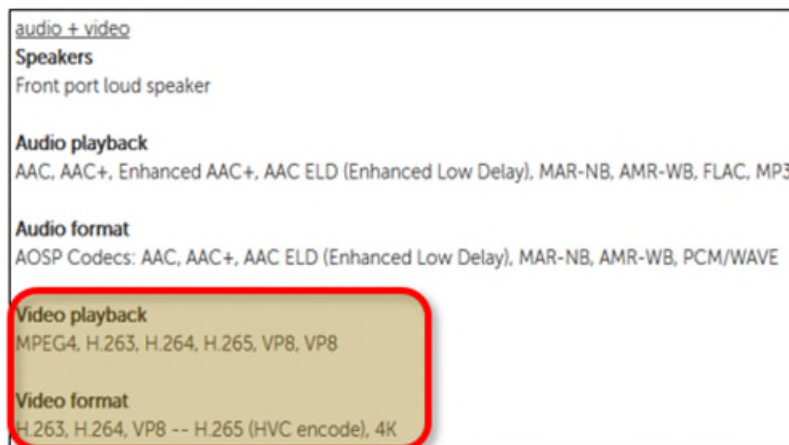 audio + video
Speakers
Front port loud speaker
Audio playback
AAC, AAC+, Enhanced AAC+, AAC ELD (Enhanced Low Delay), MAR-NB, AMR-WB, FLAC, MP3
Audio format
AOSP Codecs: AAC, AAC+, AAC ELD (Enhanced Low Delay), MAR-NB, AMR-WB, PCM/WAVE
Video playback
MPEG4, H.263, H.264, H.265, VP8, VP8
Video format
H.263, H.264, VP8 -- H.265 (HVC encode), 4K